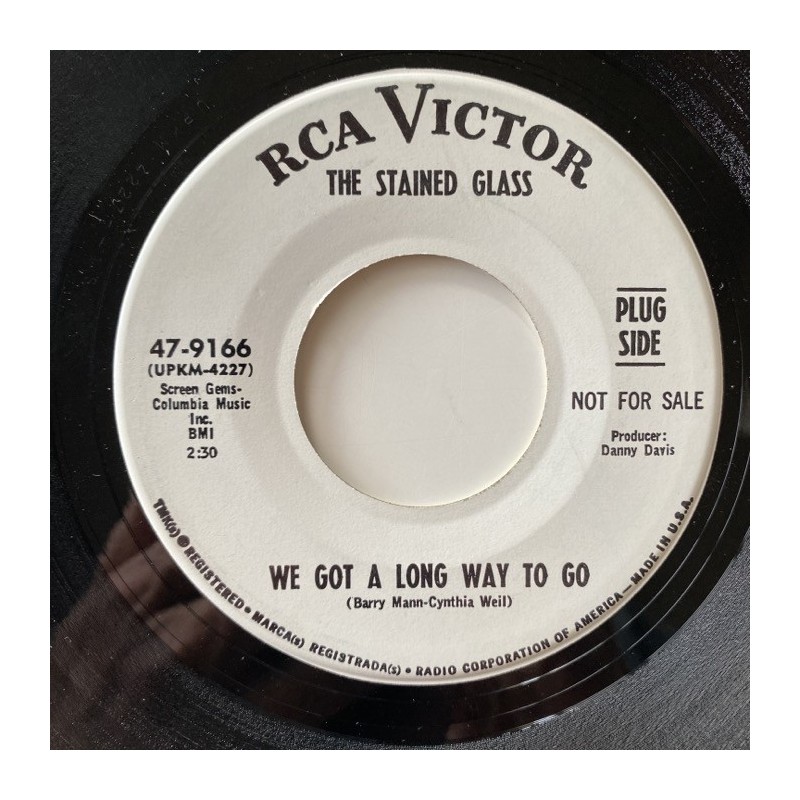 RCA VICTOR
THE STAINED GLASS
PLUG
SIDE
47-9166
(UPKM-4227)
Screen Gems-
Columbia Music
Inc.
BMI
2:30
NOT FOR SALE
Producer:
Danny Davis
WE GOT A LONG WAY TO GO
(Barry Mann-Cynthia Weil)
TMK(s) ® REGISTERED • MARCA(s) REGISTRADA(s) • RADIO CORPORATION OF AMERICA—MADE IN U.S.A.